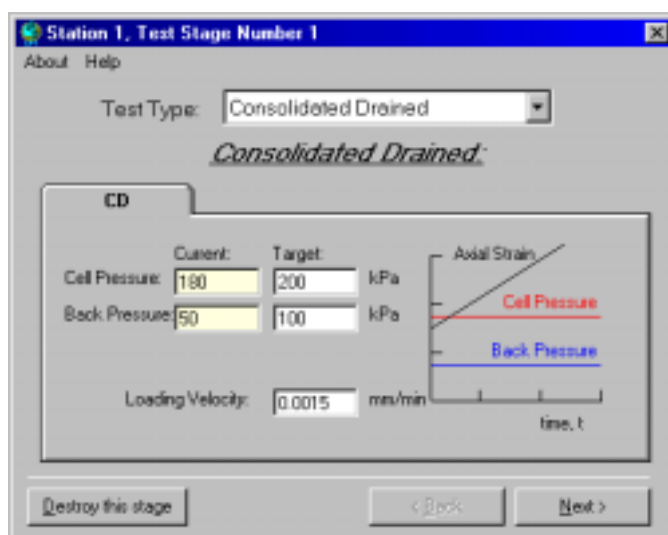 Station 1, Test Stage Number 1
About Help
Test Type: Consolidated Drained
Consolidated Drained:
CD
Current: Target:
Cell Pressure: 180 200 kPa
Back Pressure: 50 100 kPa
Loading Velocity: 0.0015 mm/min
Axial Strain
Cell Pressure
Back Pressure
time, t
Destroy this stage < Back Next >